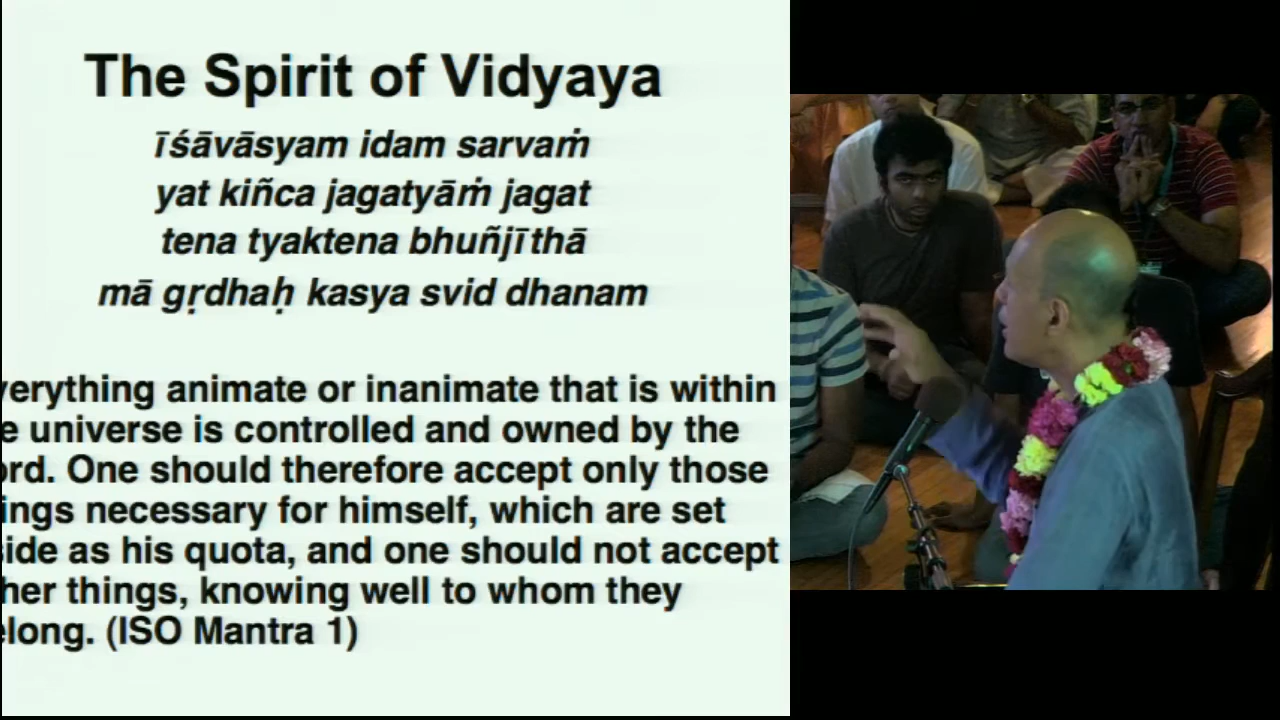 The Spirit of Vidyaya
īśāvāsyam idam sarvaṁ
yat kiñca jagatyāṁ jagat
tena tyaktena bhuñjīthā
mā gṛdhaḥ kasya svid dhanam
verything animate or inanimate that is within
e universe is controlled and owned by the
ord. One should therefore accept only those
ings necessary for himself, which are set
side as his quota, and one should not accept
her things, knowing well to whom they
elong. (ISO Mantra 1)